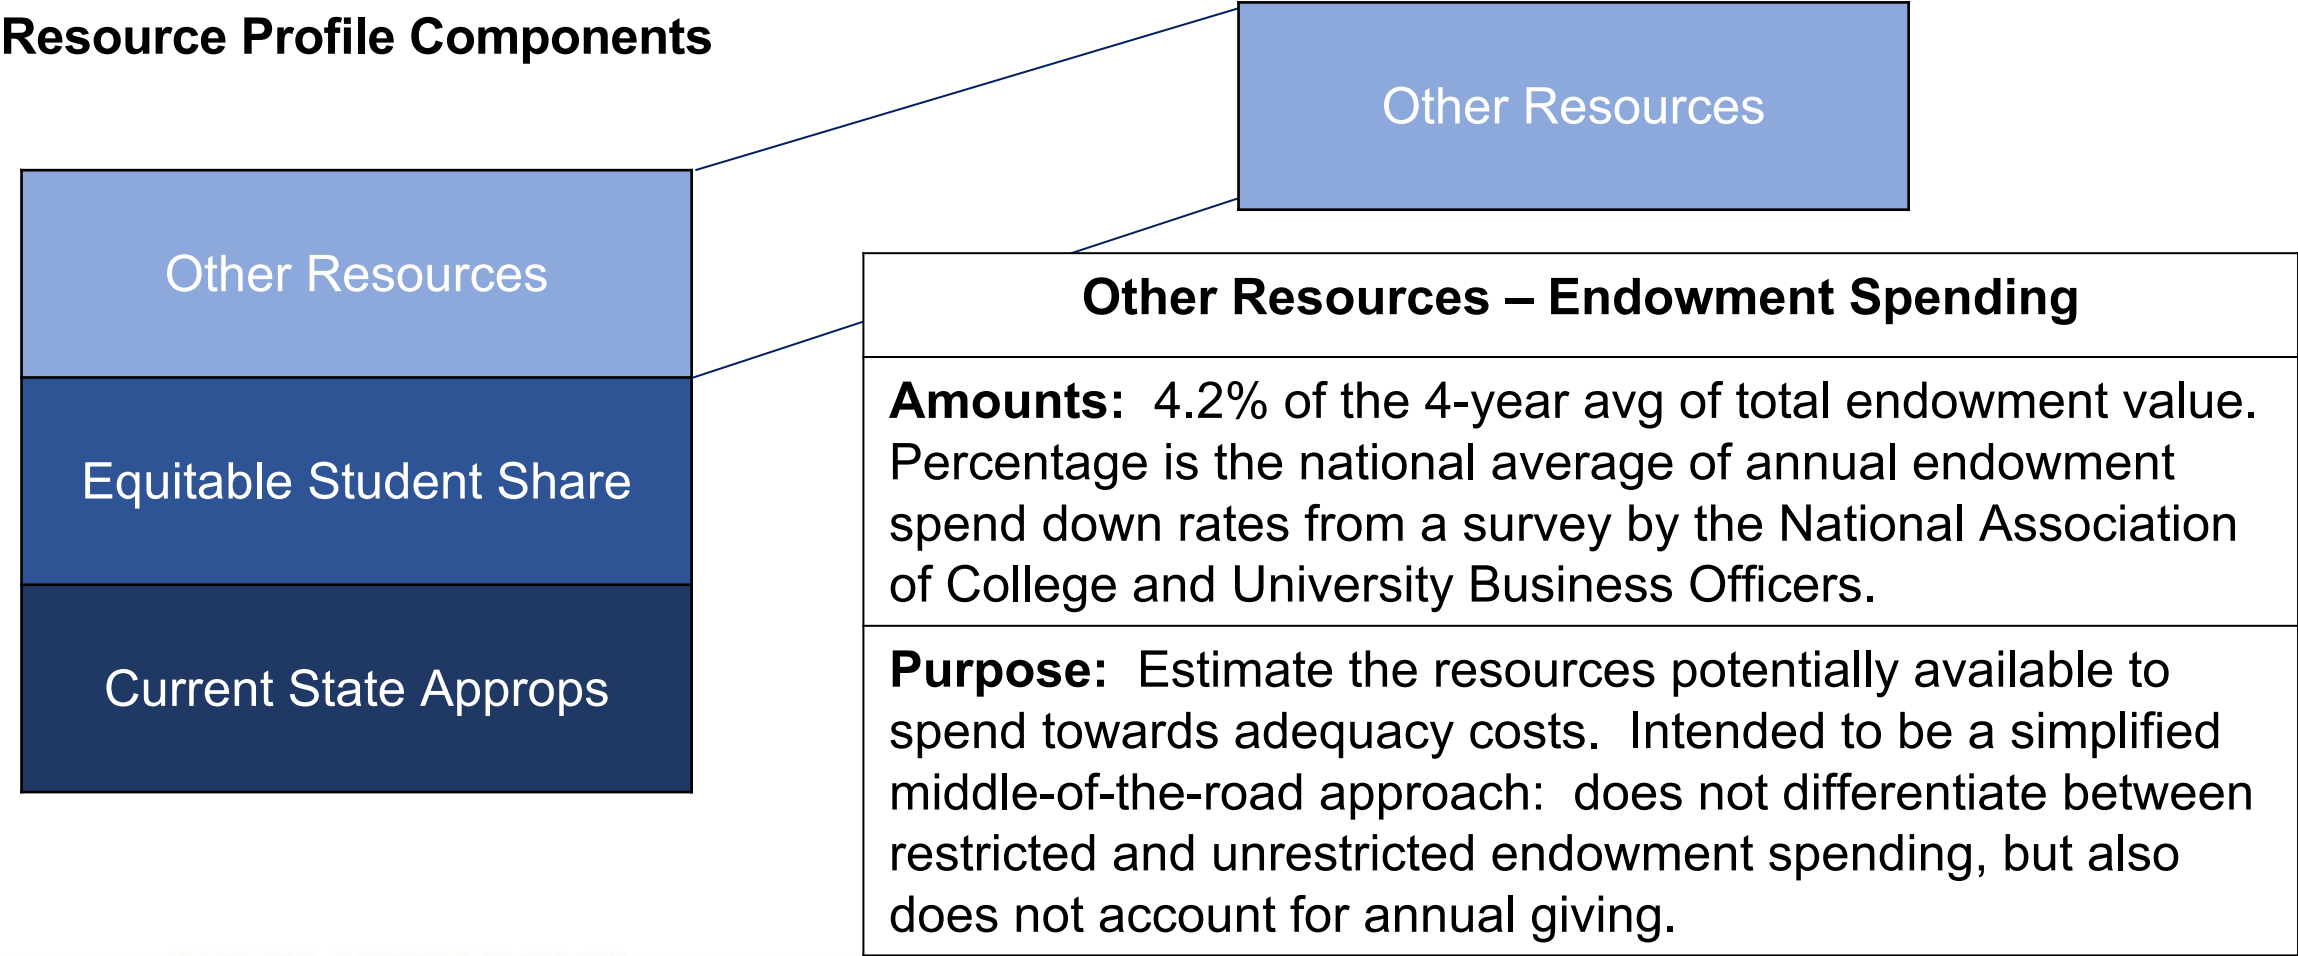 Resource Profile Components
Other Resources
Other Resources
Equitable Student Share
Current State Approps
Other Resources – Endowment Spending
Amounts: 4.2% of the 4-year avg of total endowment value.
Percentage is the national average of annual endowment
spend down rates from a survey by the National Association
of College and University Business Officers.
Purpose: Estimate the resources potentially available to
spend towards adequacy costs. Intended to be a simplified
middle-of-the-road approach: does not differentiate between
restricted and unrestricted endowment spending, but also
does not account for annual giving.